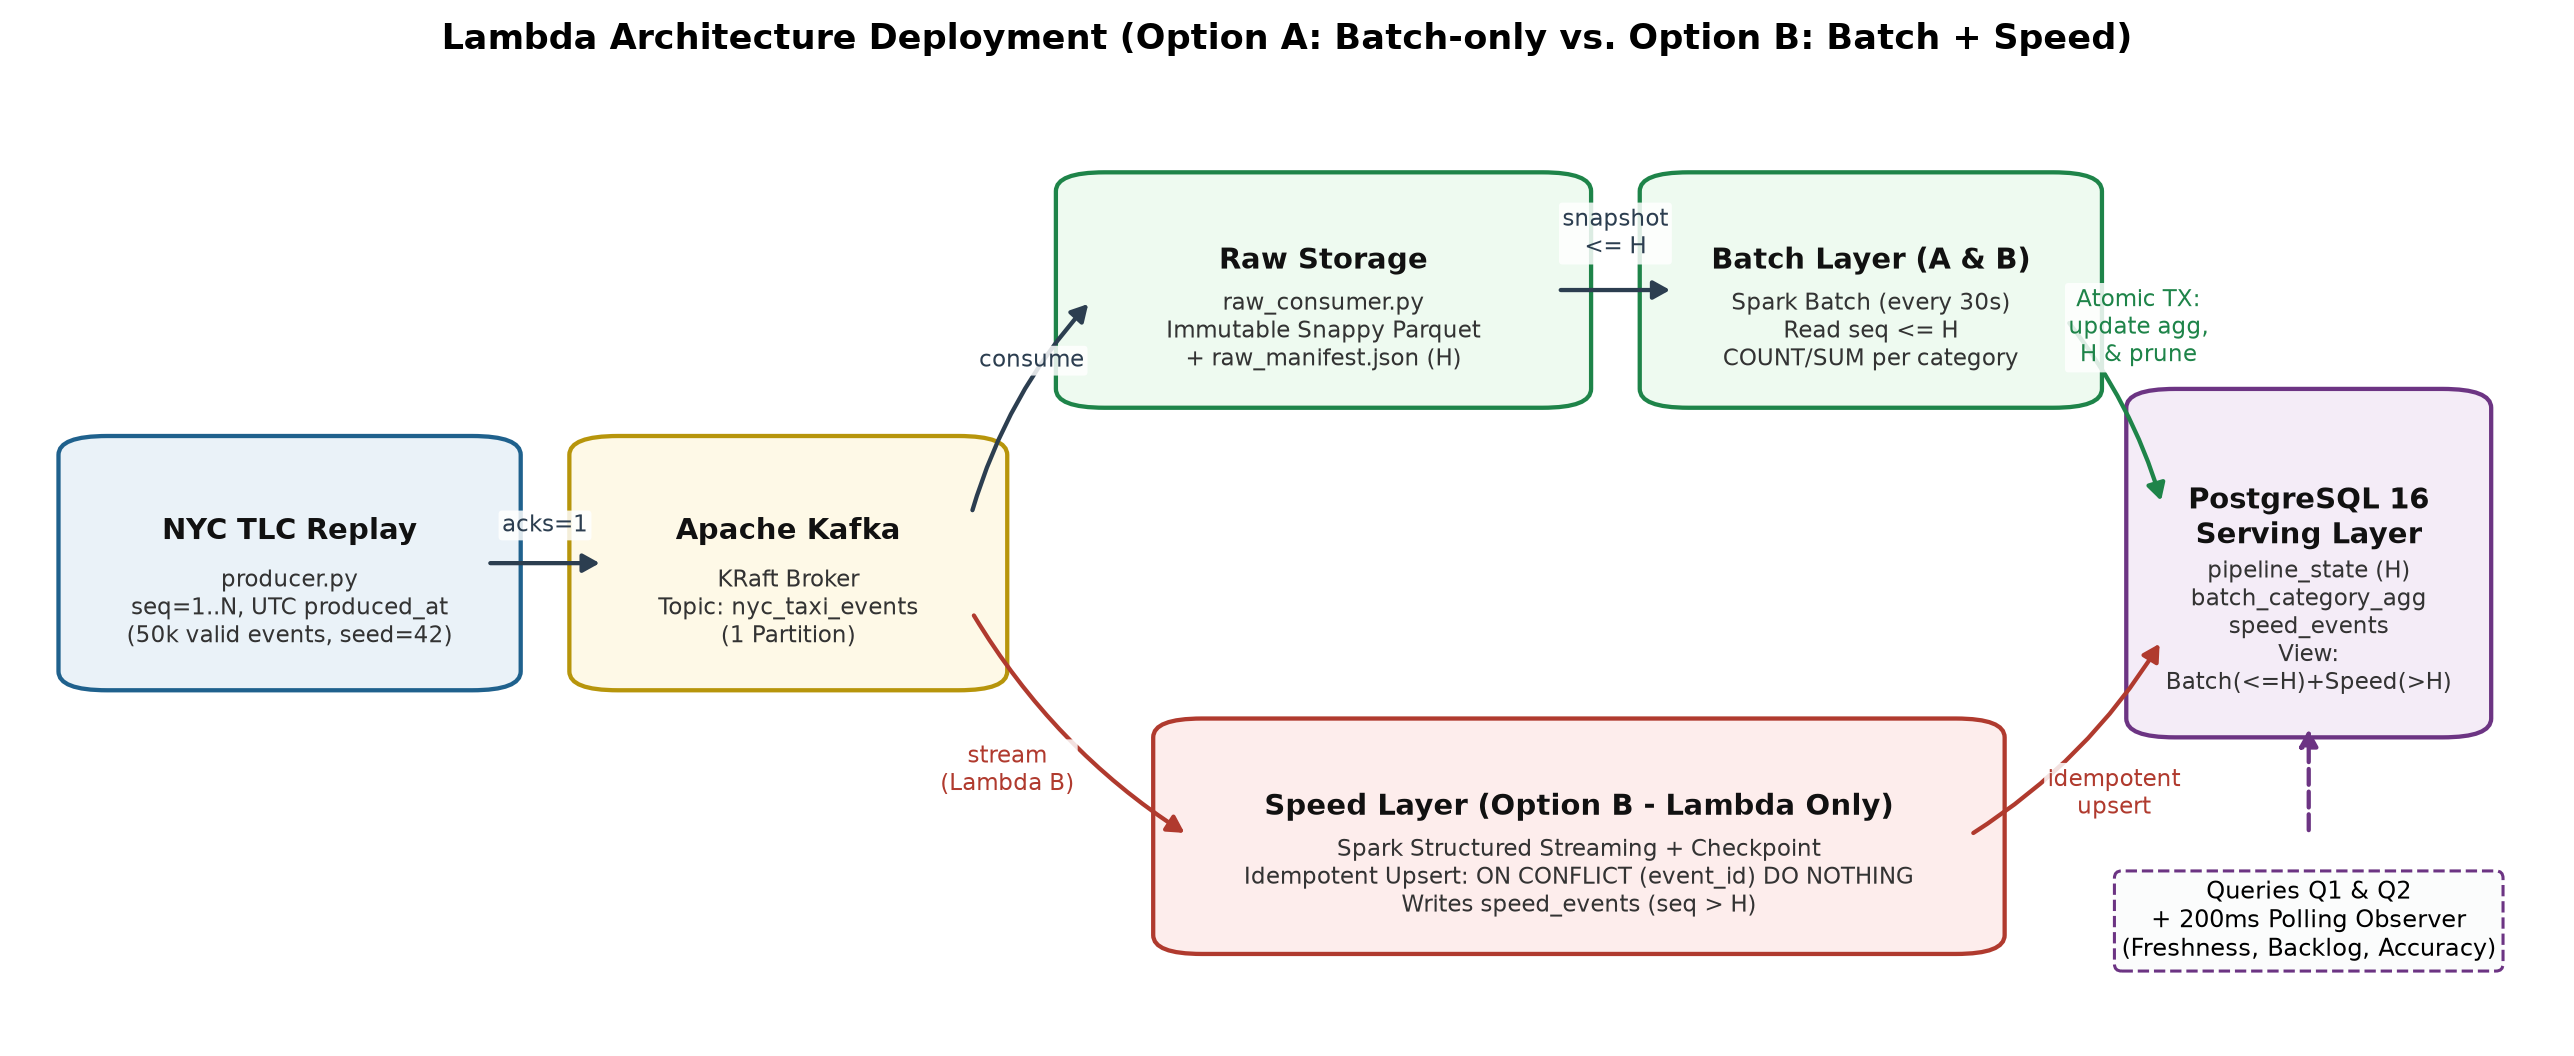 Lambda Architecture Deployment (Option A: Batch-only vs. Option B: Batch + Speed)
NYC TLC Replay
producer.py
seq=1..N, UTC produced_at
(50k valid events, seed=42)
acks=1
Apache Kafka
KRaft Broker
Topic: nyc_taxi_events
(1 Partition)
consume
Raw Storage
raw_consumer.py
Immutable Snappy Parquet
+ raw_manifest.json (H)
snapshot
<= H
Batch Layer (A & B)
Spark Batch (every 30s)
Read seq <= H
COUNT/SUM per category
Atomic TX:
update agg,
H & prune
stream
(Lambda B)
Speed Layer (Option B - Lambda Only)
Spark Structured Streaming + Checkpoint
Idempotent Upsert: ON CONFLICT (event_id) DO NOTHING
Writes speed_events (seq > H)
idempotent
upsert
PostgreSQL 16
Serving Layer
pipeline_state (H)
batch_category_agg
speed_events
View:
Batch(<=H)+Speed(>H)
Queries Q1 & Q2
+ 200ms Polling Observer
(Freshness, Backlog, Accuracy)